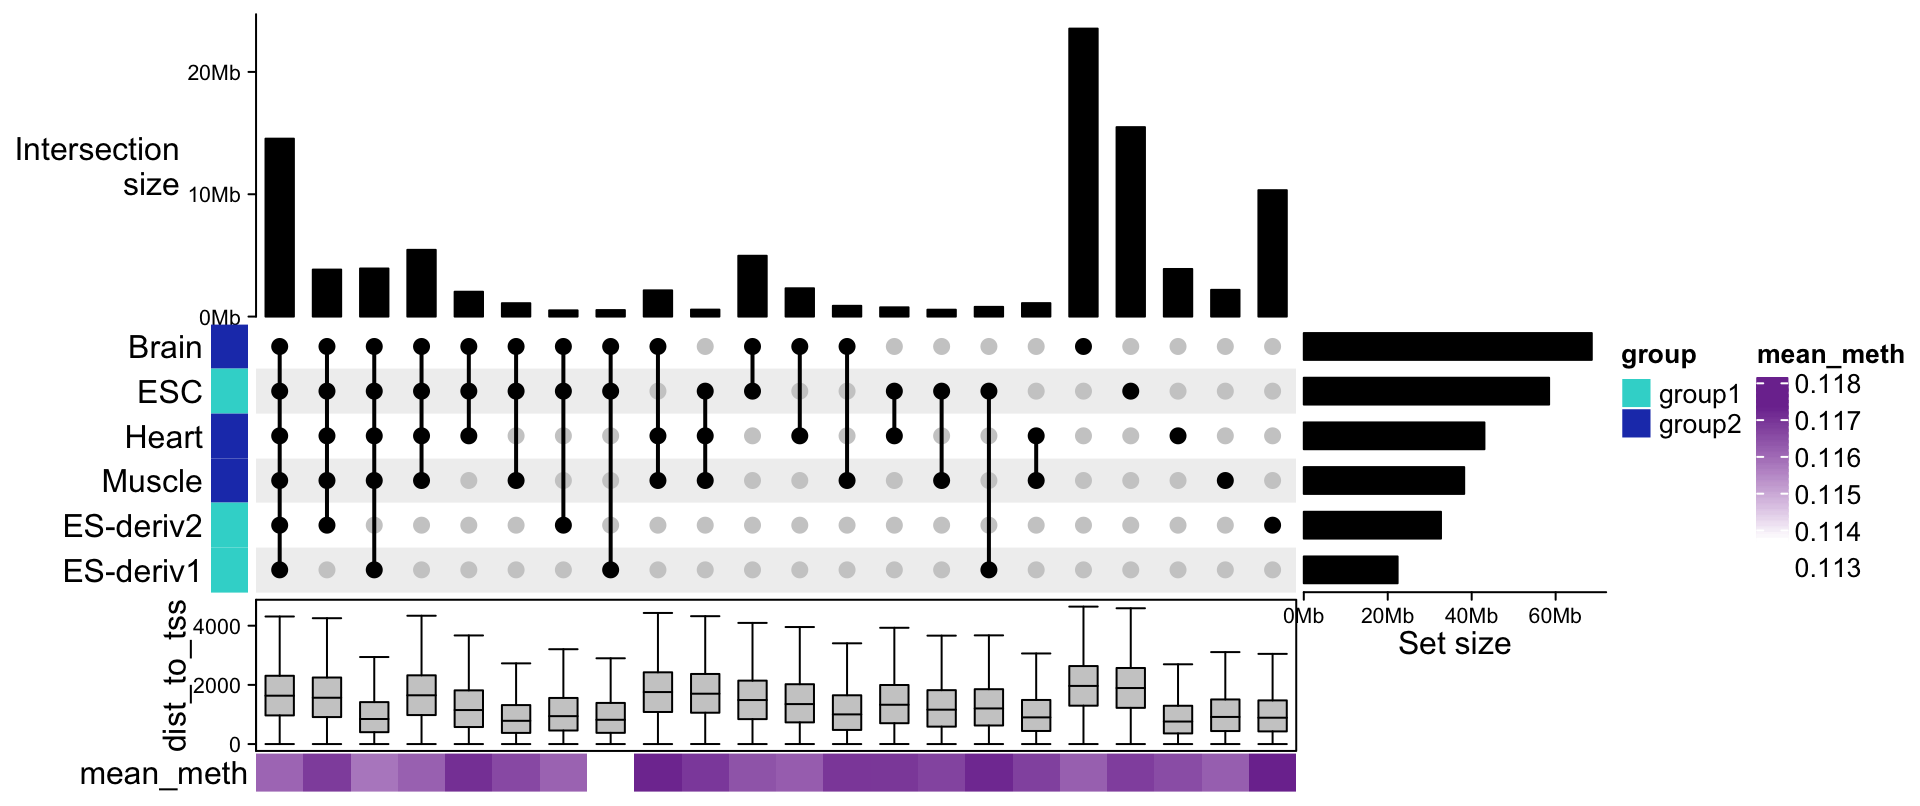 20Mb
Intersection
size
10Mb
0Mb
Brain
ESC
Heart
Muscle
ES-deriv2
ES-deriv1
group
group1
group2
mean_meth
0.118
0.117
0.116
0.115
0.114
0.113
0Mb
20Mb
40Mb
60Mb
Set size
dist_to_tss
4000
2000
0
mean_meth